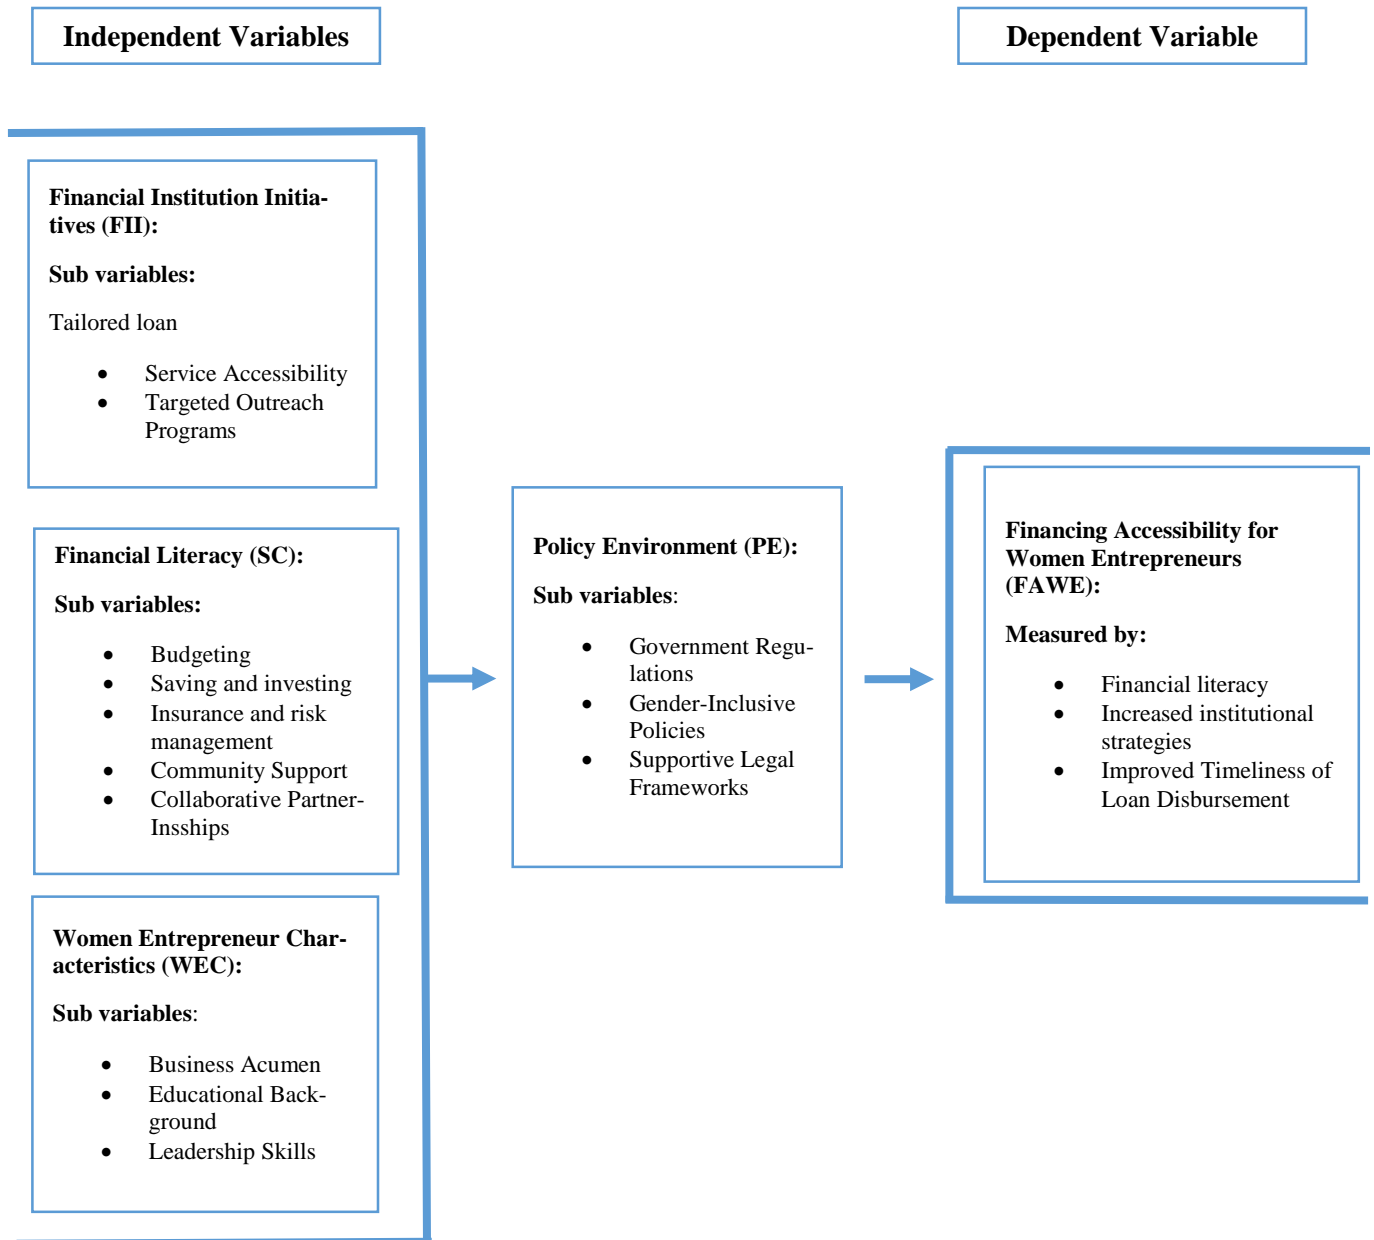 Independent Variables
Dependent Variable
Financial Institution Initia-
tives (FII):
Sub variables:
Tailored loan
• Service Accessibility
• Targeted Outreach
Programs
Financial Literacy (SC):
Sub variables:
• Budgeting
• Saving and investing
• Insurance and risk
management
• Community Support
• Collaborative Partner-
Insships
Women Entrepreneur Char-
acteristics (WEC):
Sub variables:
• Business Acumen
• Educational Back-
ground
• Leadership Skills
Policy Environment (PE):
Sub variables:
• Government Regu-
lations
• Gender-Inclusive
Policies
• Supportive Legal
Frameworks
Financing Accessibility for
Women Entrepreneurs
(FAWE):
Measured by:
• Financial literacy
• Increased institutional
strategies
• Improved Timeliness of
Loan Disbursement